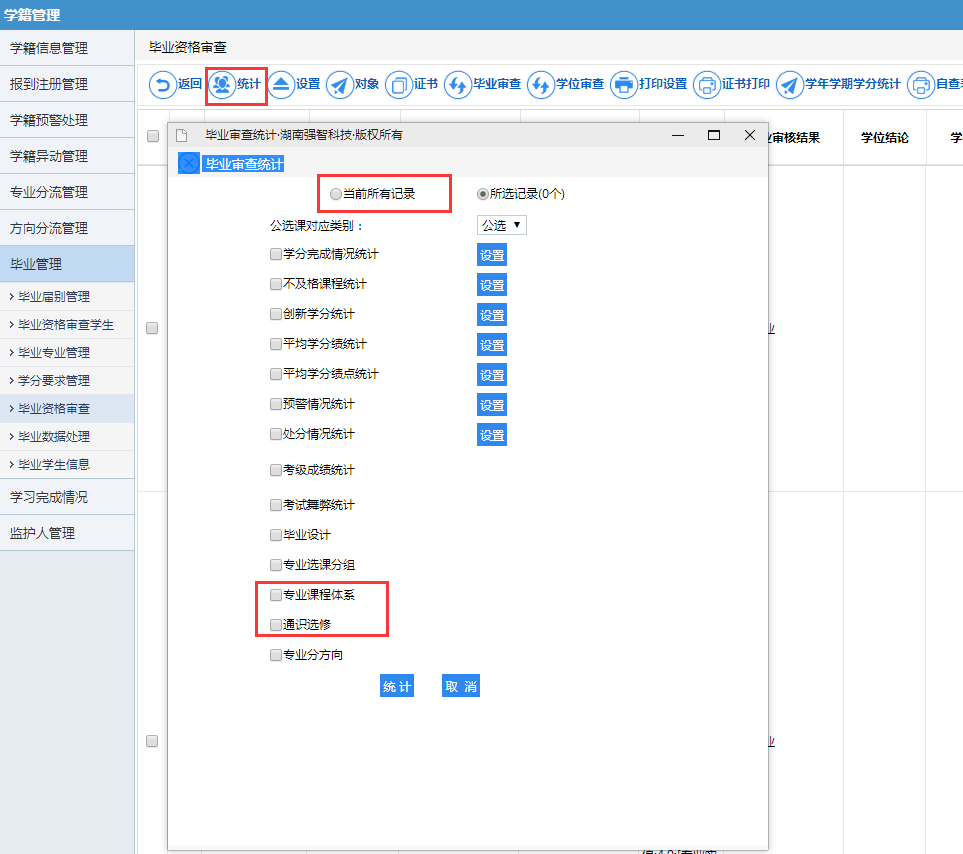 学籍管理
学籍信息管理
报到注册管理
学籍预警处理
学籍异动管理
专业分流管理
方向分流管理
毕业管理
毕业届别管理
毕业资格审查学生
毕业专业管理
学分要求管理
毕业资格审查
毕业数据处理
毕业学生信息
学习完成情况
监护人管理
毕业资格审查
返回 统计 设置 对象 证书 毕业审查 学位审查 打印设置 证书打印 学年学期学分统计 自查
业审核结果 学位结论 学
毕业审查统计·湖南强智科技·版权所有
毕业审查统计
当前所有记录 所选记录(0个)
公选课对应类别： 公选
学分完成情况统计 设置
不及格课程统计 设置
创新学分统计 设置
平均学分绩统计 设置
平均学分绩点统计 设置
预警情况统计 设置
处分情况统计 设置
考级成绩统计
考试舞弊统计
毕业设计
专业选课分组
专业课程体系
通识选修
专业分方向
统 计 取 消
业
业